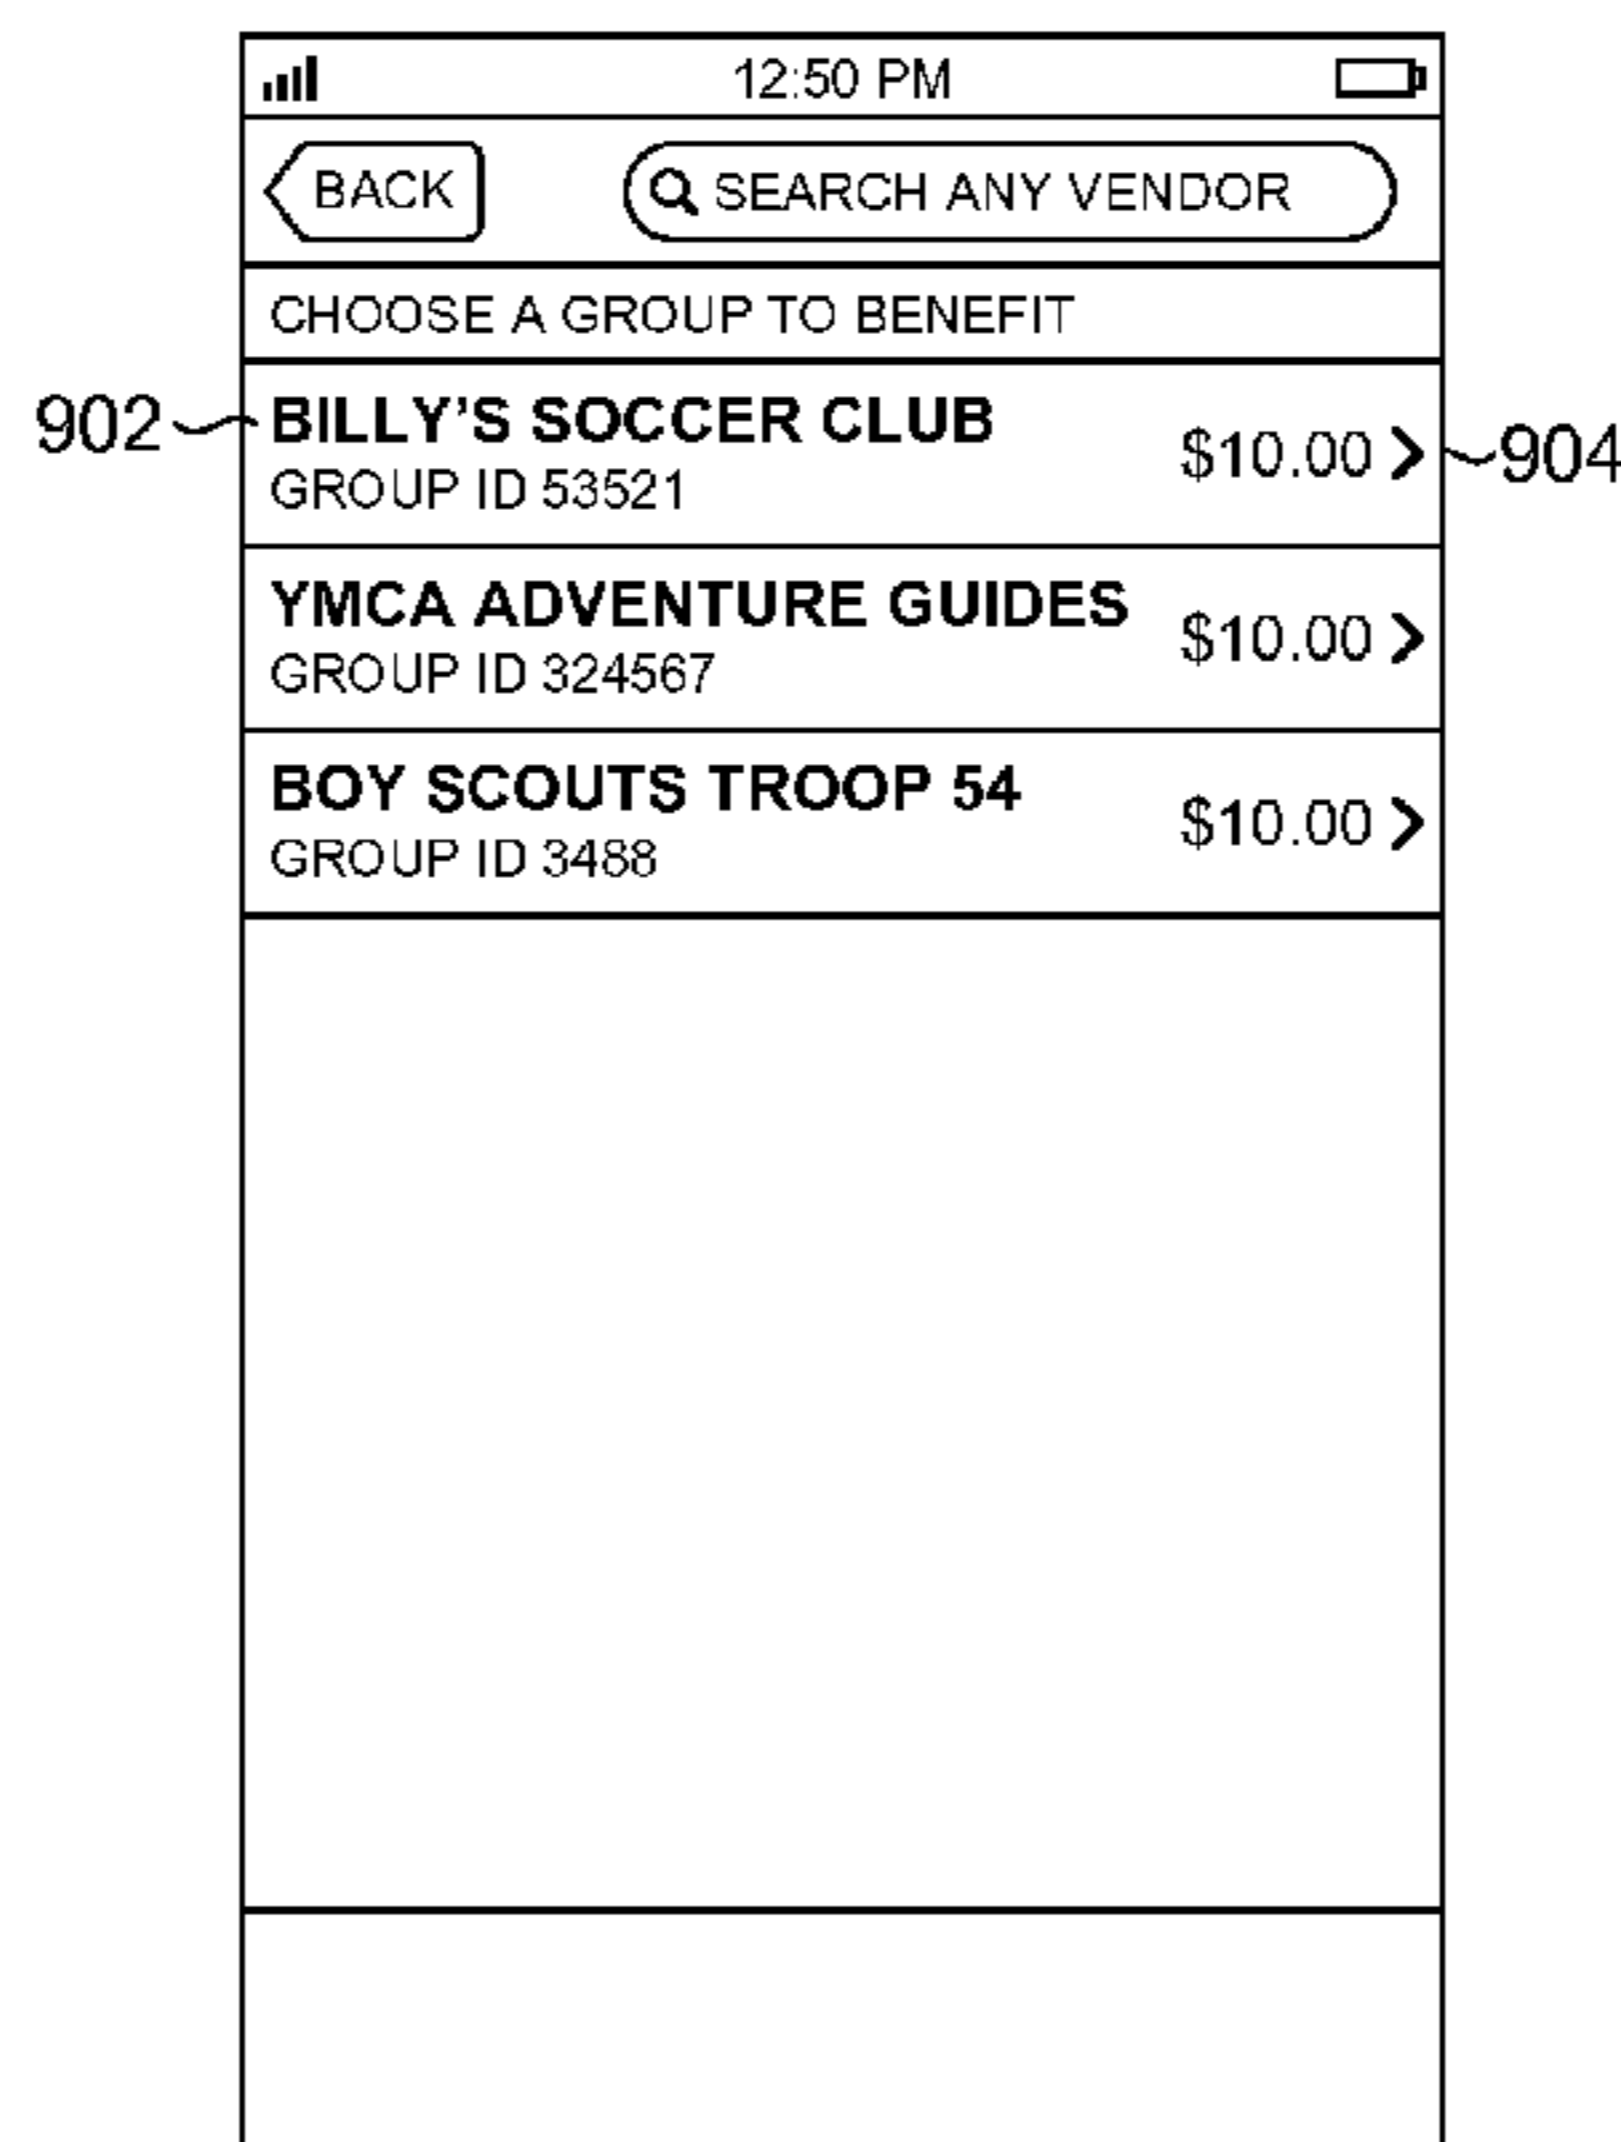 12:50 PM
BACK
SEARCH ANY VENDOR
CHOOSE A GROUP TO BENEFIT
902
BILLY'S SOCCER CLUB
GROUP ID 53521
$10.00
904
YMCA ADVENTURE GUIDES
GROUP ID 324567
$10.00
BOY SCOUTS TROOP 54
GROUP ID 3488
$10.00